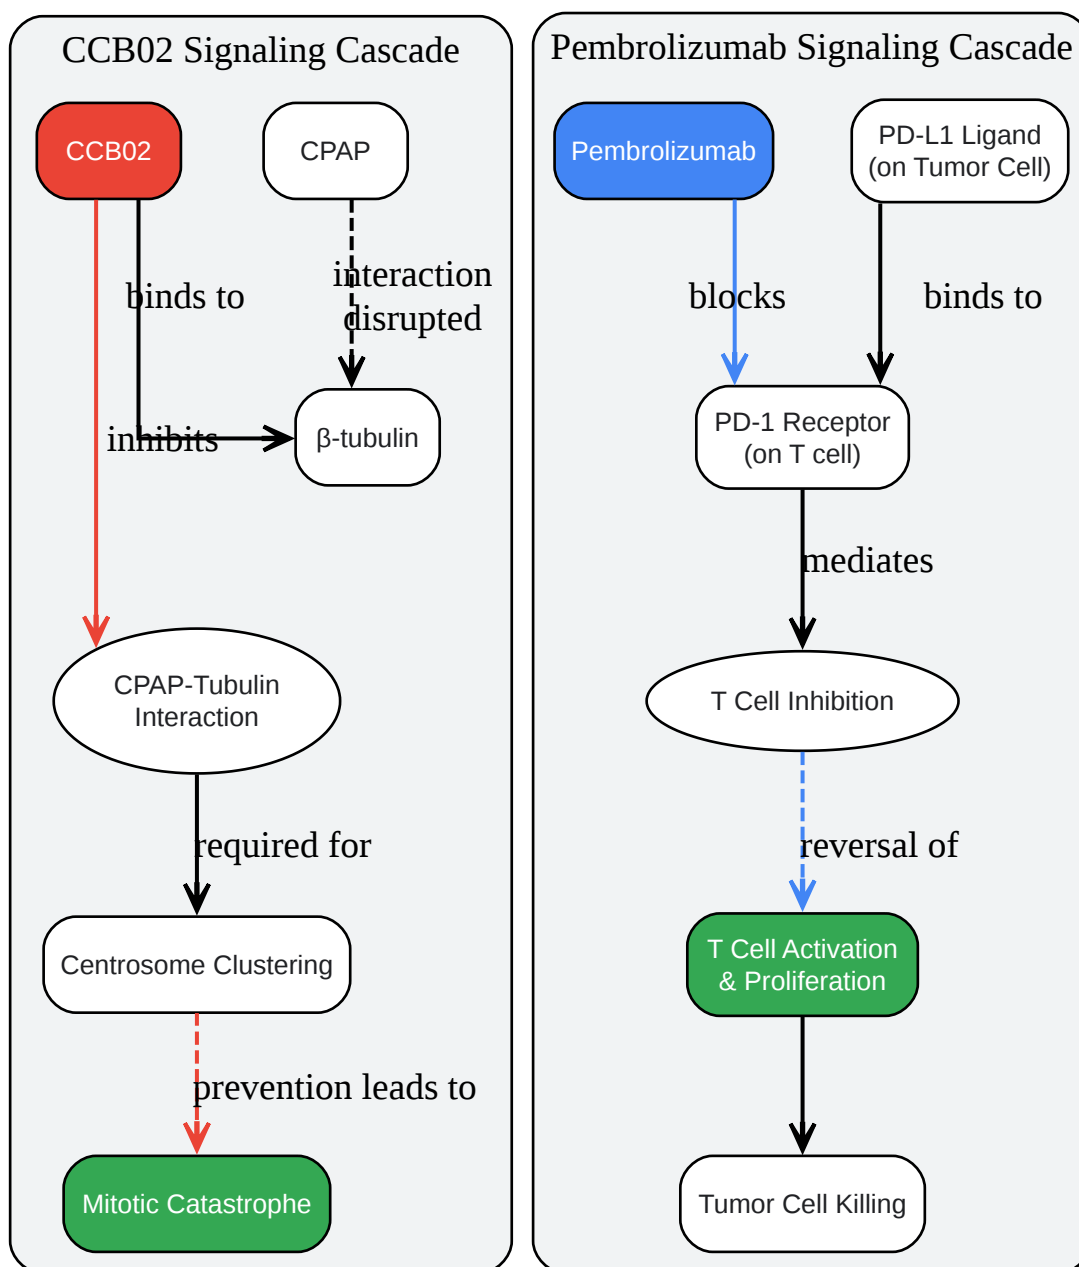 CCB02 Signaling Cascade
CCB02
CPAP
binds to
interaction
disrupted
inhibits
β-tubulin
CPAP-Tubulin
Interaction
required for
Centrosome Clustering
prevention leads to
Mitotic Catastrophe
Pembrolizumab Signaling Cascade
Pembrolizumab
PD-L1 Ligand
(on Tumor Cell)
blocks
binds to
PD-1 Receptor
(on T cell)
mediates
T Cell Inhibition
reversal of
T Cell Activation
& Proliferation
Tumor Cell Killing